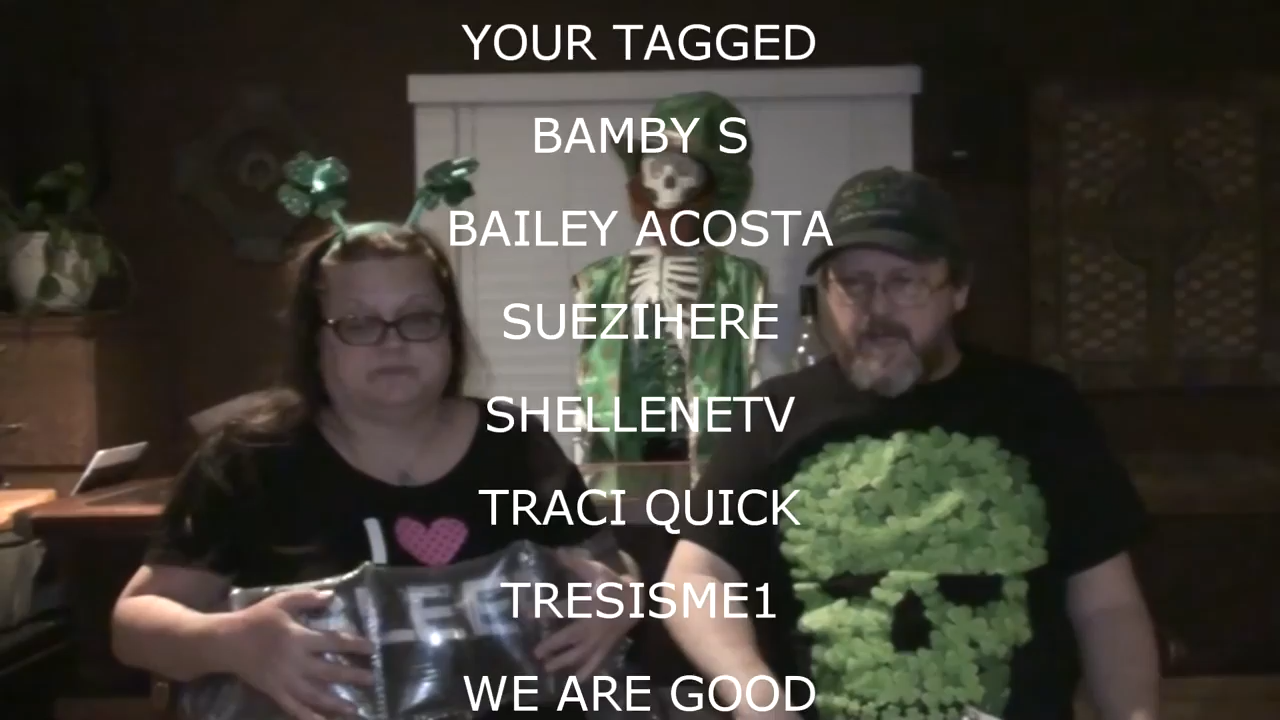 YOUR TAGGED
BAMBY S
BAILEY ACOSTA
SUEZIHERE
SHELLENETV
TRACI QUICK
TRESISME1
WE ARE GOOD
I